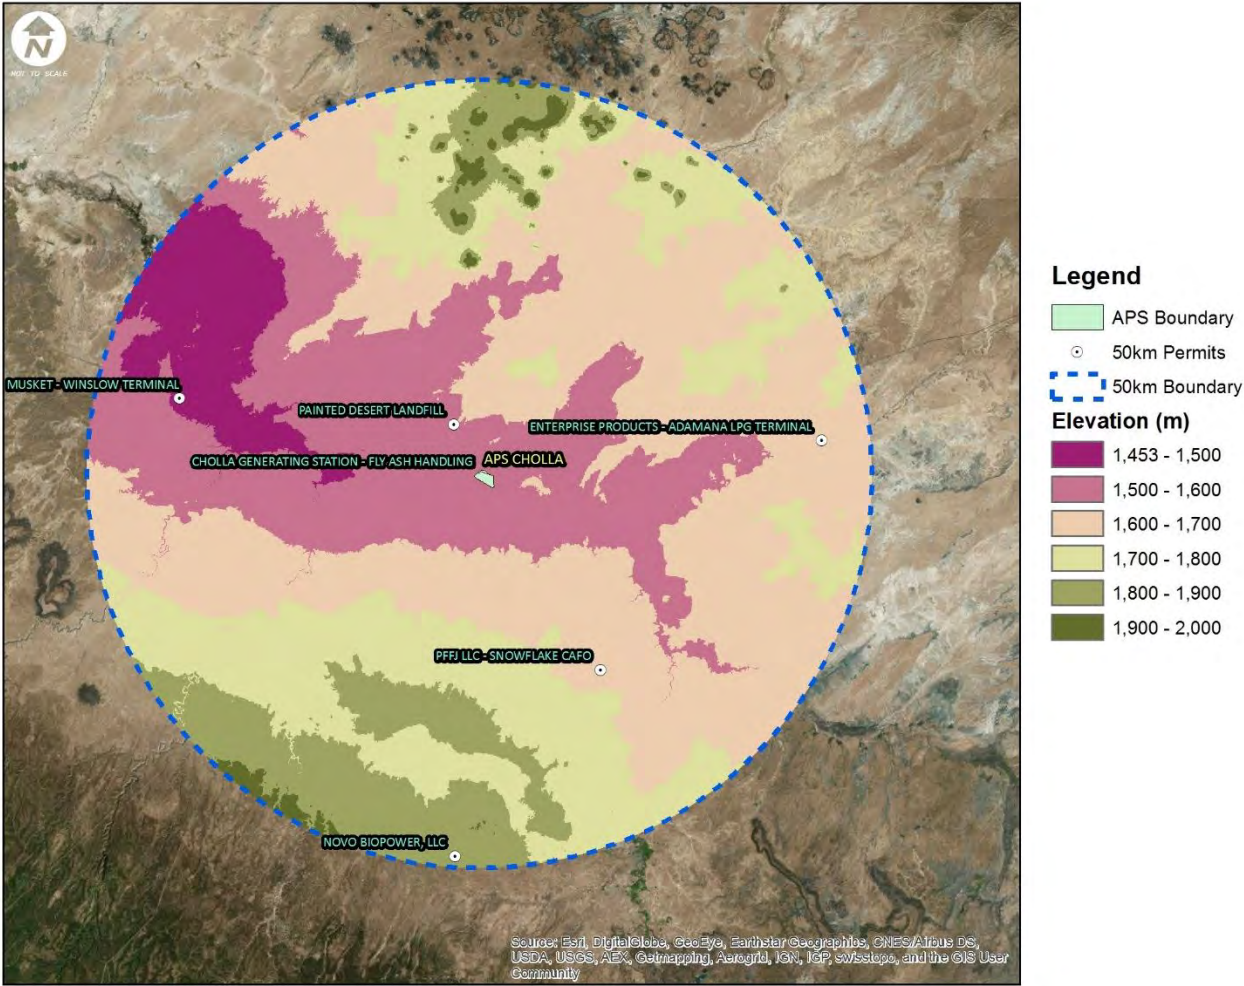 N
NOT TO SCALE
MUSKET - WINSLOW TERMINAL
PAINTED DESERT LANDFILL
ENTERPRISE PRODUCTS - ADAMANA LPG TERMINAL
CHOLLA GENERATING STATION - FLY ASH HANDLING
APS CHOLLA
PFFJ LLC - SNOWFLAKE CAFO
NOVO BIOPOWER, LLC
Source: Esri, DigitalGlobe, GeoEye, Earthstar Geographics, CNES/Airbus DS,
USDA, USGS, AEX, Getmapping, Aerogrid, IGN, IGP, swisstopo, and the GIS User
Community
Legend
APS Boundary
50km Permits
50km Boundary
Elevation (m)
1,453 - 1,500
1,500 - 1,600
1,600 - 1,700
1,700 - 1,800
1,800 - 1,900
1,900 - 2,000